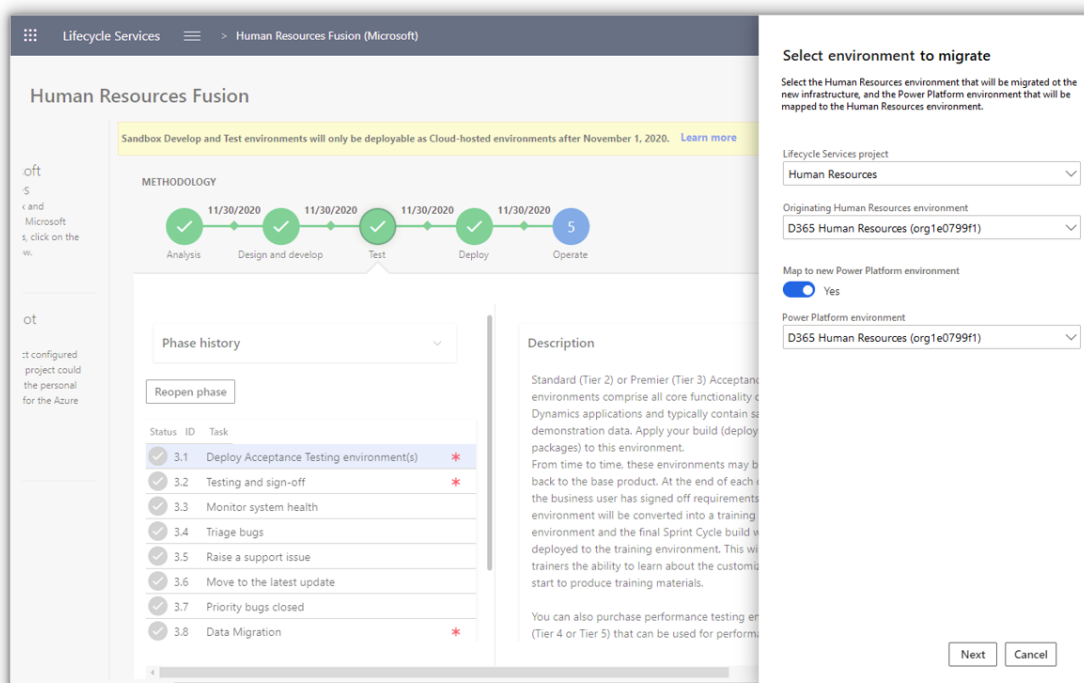 Lifecycle Services > Human Resources Fusion (Microsoft)
Human Resources Fusion
Sandbox Develop and Test environments will only be deployable as Cloud-hosted environments after November 1, 2020. Learn more
oft
s
and
Microsoft
s, click on the
w.
ot
ct configured
project could
the personal
for the Azure
METHODOLOGY
11/30/2020 11/30/2020 11/30/2020 11/30/2020
5
Analysis Design and develop Test Deploy Operate
Phase history
Reopen phase
Status ID Task
3.1 Deploy Acceptance Testing environment(s) *
3.2 Testing and sign-off *
3.3 Monitor system health
3.4 Triage bugs
3.5 Raise a support issue
3.6 Move to the latest update
3.7 Priority bugs closed
3.8 Data Migration *
Description
Standard (Tier 2) or Premier (Tier 3) Acceptanc
environments comprise all core functionality
Dynamics applications and typically contain sa
demonstration data. Apply your build (deploy
packages) to this environment.
From time to time, these environments may b
back to the base product. At the end of each
the business user has signed off requirements
environment will be converted into a training
environment and the final Sprint Cycle build w
deployed to the training environment. This wi
trainers the ability to learn about the customiz
start to produce training materials.
You can also purchase performance testing en
(Tier 4 or Tier 5) that can be used for performa
Select environment to migrate
Select the Human Resources environment that will be migrated ot the
new infrastructure, and the Power Platform environment that will be
mapped to the Human Resources environment.
Lifecycle Services project
Human Resources
Originating Human Resources environment
D365 Human Resources (org1e0799f1)
Map to new Power Platform environment
Yes
Power Platform environment
D365 Human Resources (org1e0799f1)
Next Cancel